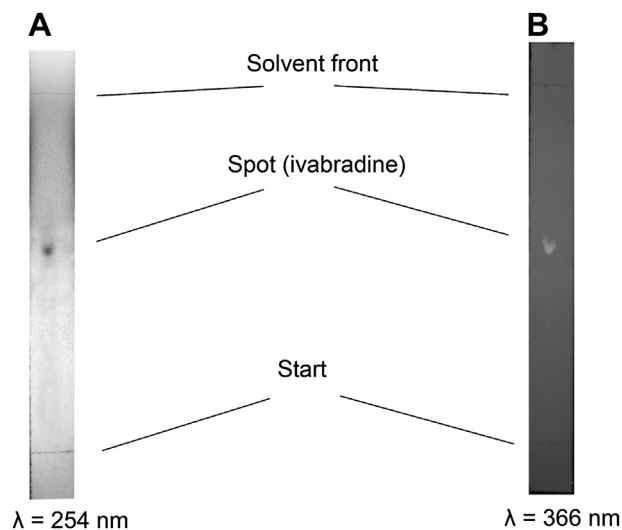 A
B
Solvent front
Spot (ivabradine)
Start
λ = 254 nm
λ = 366 nm